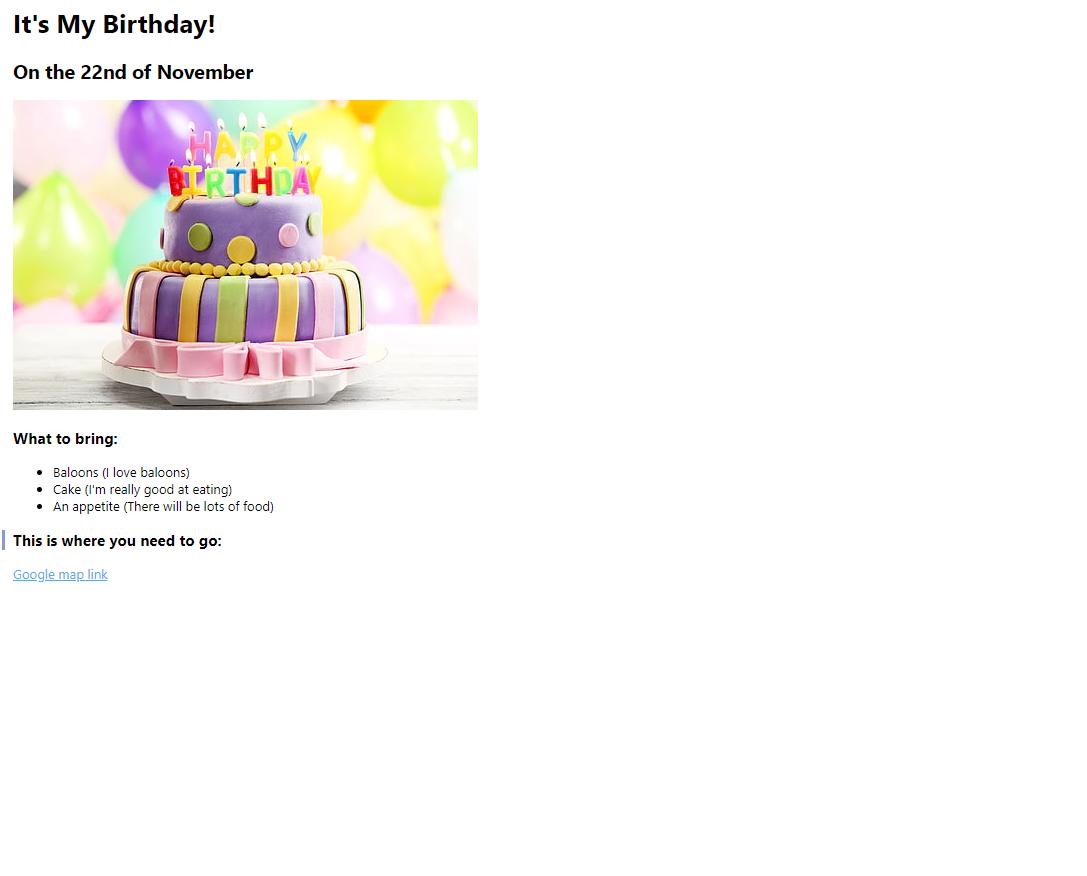 It's My Birthday!
On the 22nd of November
HAPPY
BIRTHDAY
What to bring:
Baloons (I love baloons)
Cake (I'm really good at eating)
An appetite (There will be lots of food)
This is where you need to go:
Google map link